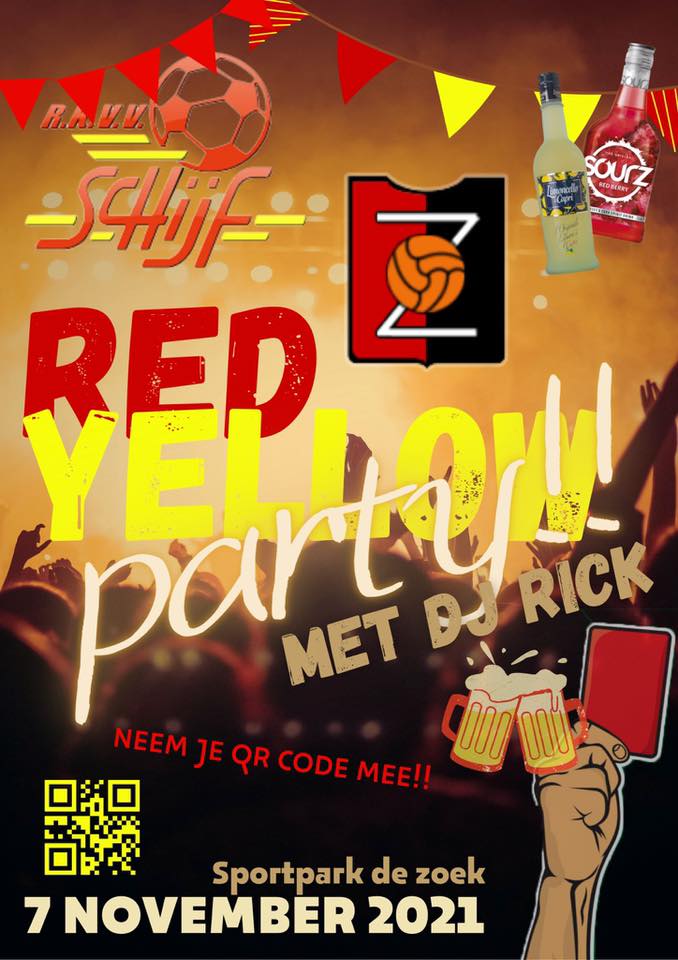 R.K.V.V.
SCHIJF
Z
Limoncello
Capri
SOURZ
RED BERRY
RED
YELLOW
party!!
MET DJ RICK
NEEM JE QR CODE MEE!!
Sportpark de zoek
7 NOVEMBER 2021